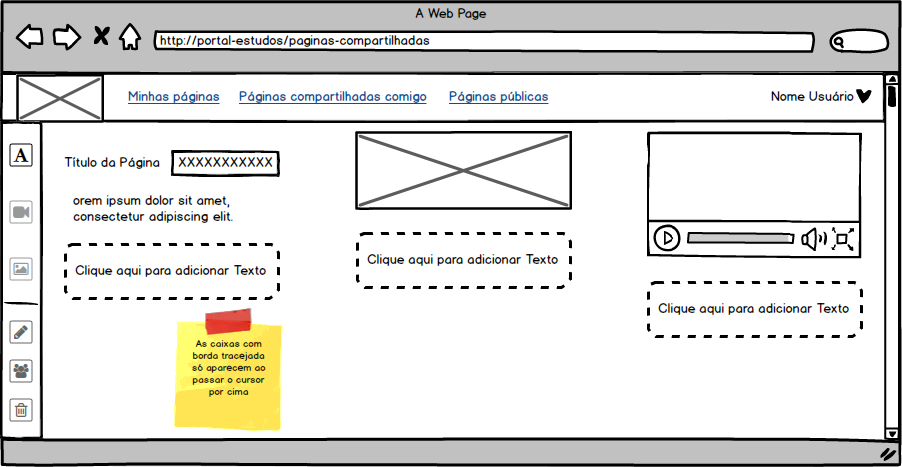 A Web Page
http://portal-estudos/paginas-compartilhadas
Minhas páginas
Páginas compartilhadas comigo
Páginas públicas
Nome Usuário
A
Título da Página
XXXXXXXXXXX
orem ipsum dolor sit amet,
consectetur adipiscing elit.
Clique aqui para adicionar Texto
Clique aqui para adicionar Texto
Clique aqui para adicionar Texto
As caixas com
borda tracejada
só aparecem ao
passar o cursor
por cima